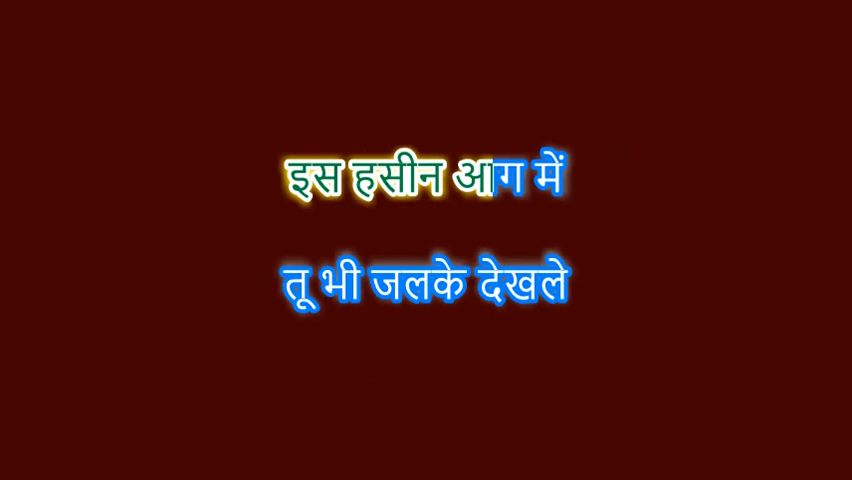 इस हसीन आग में
तू भी जलके देखले